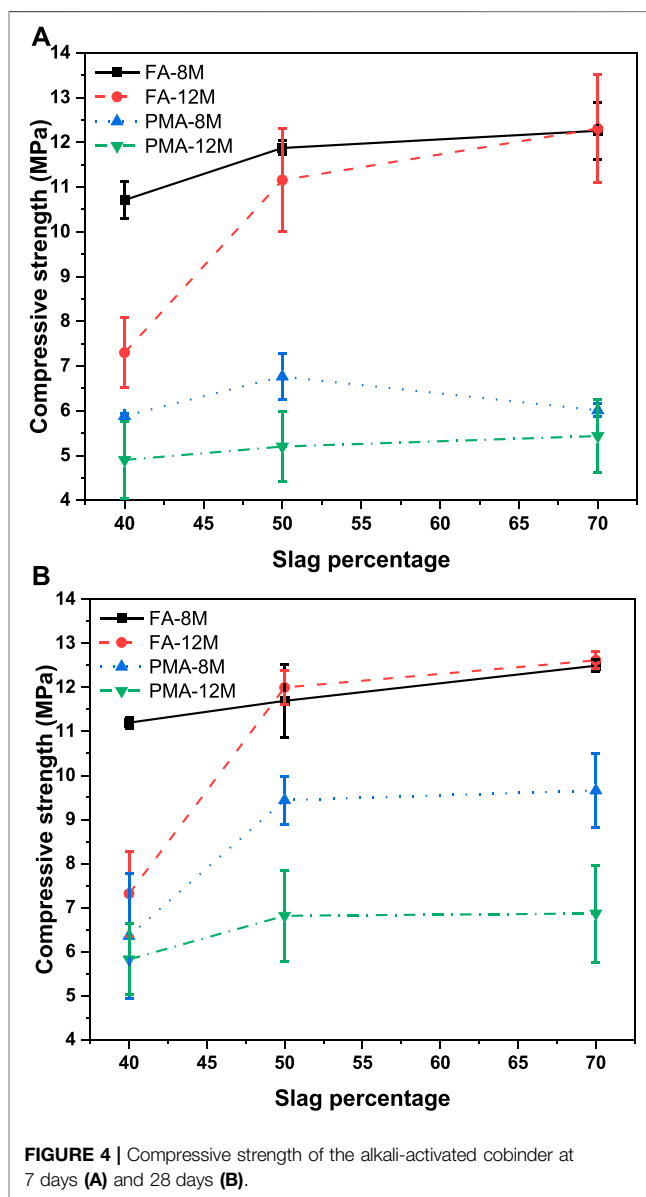 A
14
FA-8M
13
FA-12M
PMA-8M
12
PMA-12M
11
10
9
8
7
6
5
4
Compressive strength (MPa)
40 45 50 55 60 65 70
Slag percentage
B
14
FA-8M
13
FA-12M
PMA-8M
12
PMA-12M
11
10
9
8
7
6
5
4
Compressive strength (MPa)
40 45 50 55 60 65 70
Slag percentage
FIGURE 4 | Compressive strength of the alkali-activated cobinder at
7 days (A) and 28 days (B).